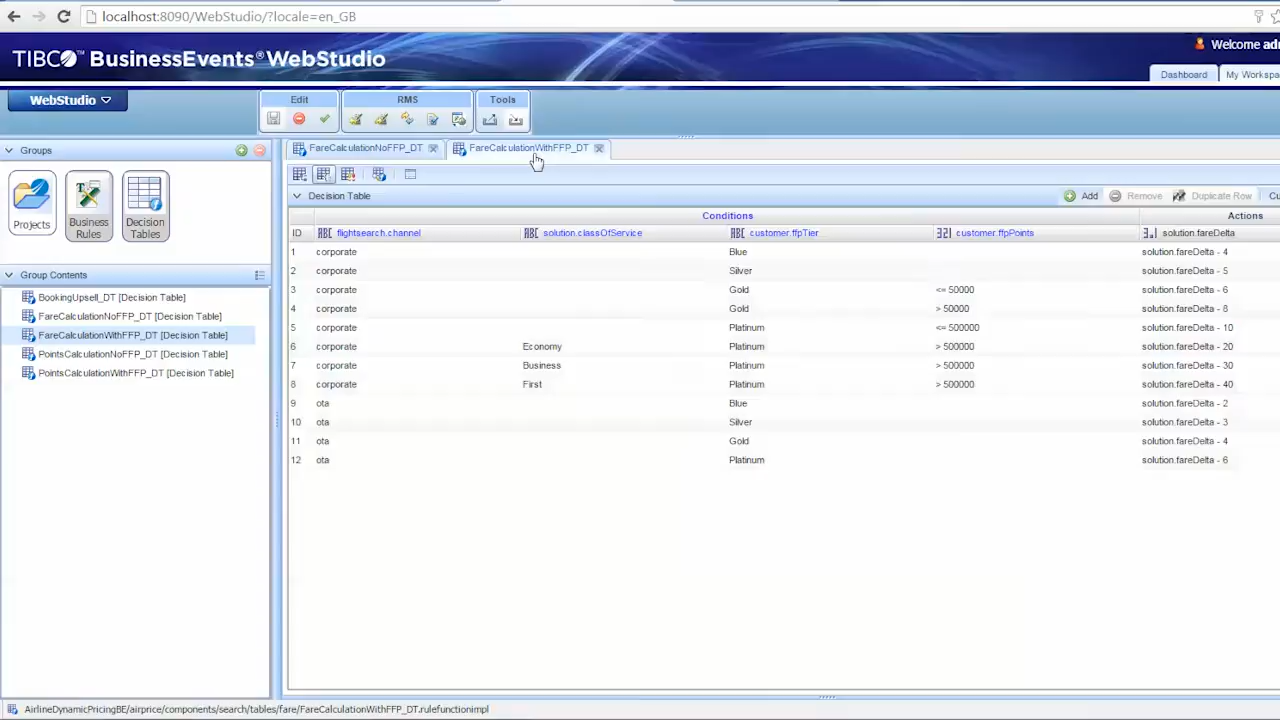 localhost:8090/WebStudio/?locale=en_GB
TIBCO™ BusinessEvents® WebStudio
Welcome
Dashboard
My Workspa
WebStudio
Edit
RMS
Tools
Groups
Projects
Business Rules
Decision Tables
Group Contents
BookingUpsell_DT [Decision Table]
FareCalculationNoFFP_DT [Decision Table]
FareCalculationWithFFP_DT [Decision Table]
PointsCalculationNoFFP_DT [Decision Table]
PointsCalculationWithFFP_DT [Decision Table]
FareCalculationNoFFP_DT
FareCalculationWithFFP_DT
Decision Table
Add
Remove
Duplicate Row
Cu
Conditions
Actions
ID flightsearch.channel solution.classOfService customer.ffpTier customer.ffpPoints solution.fareDelta
1 corporate Blue solution.fareDelta - 4
2 corporate Silver solution.fareDelta - 5
3 corporate Gold <= 50000 solution.fareDelta - 6
4 corporate Gold > 50000 solution.fareDelta - 8
5 corporate Platinum <= 500000 solution.fareDelta - 10
6 corporate Economy Platinum > 500000 solution.fareDelta - 20
7 corporate Business Platinum > 500000 solution.fareDelta - 30
8 corporate First Platinum > 500000 solution.fareDelta - 40
9 ota Blue solution.fareDelta - 2
10 ota Silver solution.fareDelta - 3
11 ota Gold solution.fareDelta - 4
12 ota Platinum solution.fareDelta - 6
AirlineDynamicPricingBE/airprice/components/search/tables/fare/FareCalculationWithFFP_DT.rulefunctionimpl